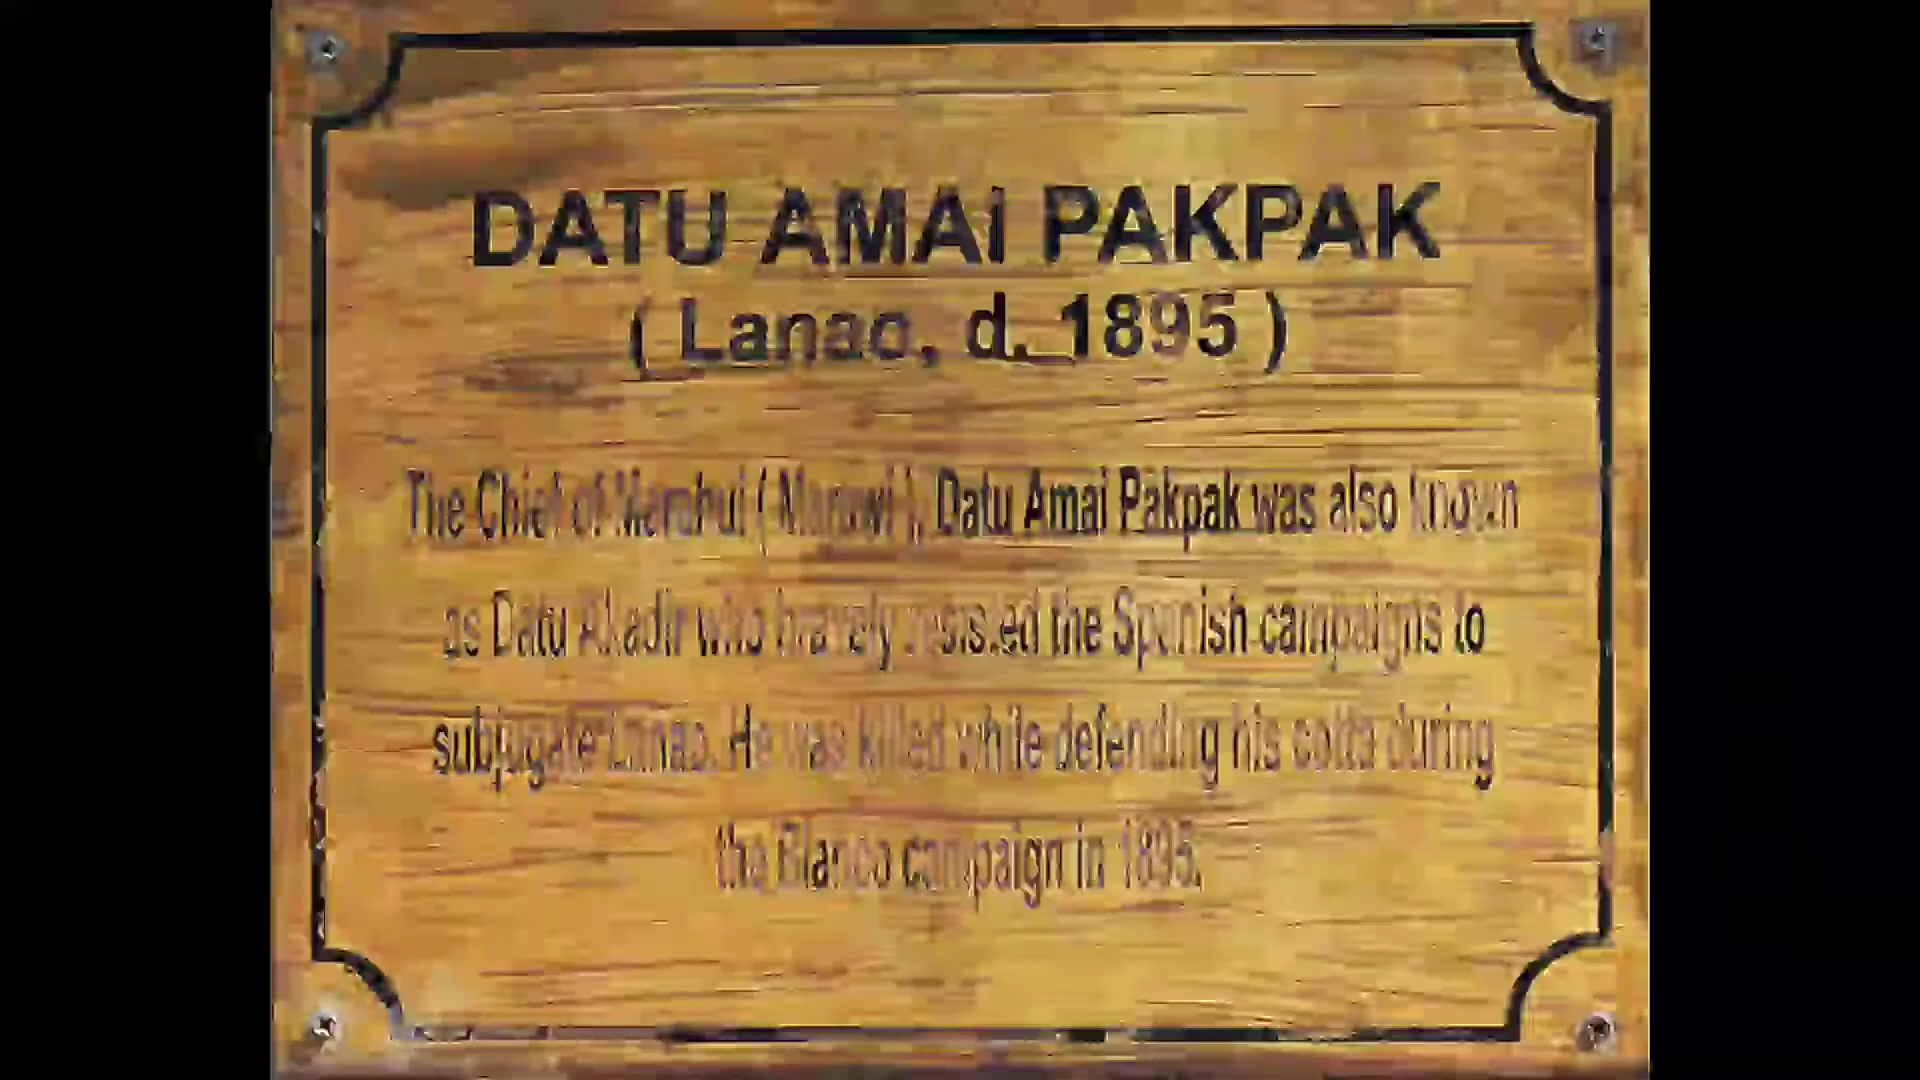 DATU AMAI PAKPAK
( Lanao, d. 1895 )
The Chief of Marahui ( Marawi ), Datu Amai Pakpak was also known
as Datu Akadir who bravely resisted the Spanish campaigns to
subjugate Lanao. He was killed while defending his cotta during
the Blanco campaign in 1895.